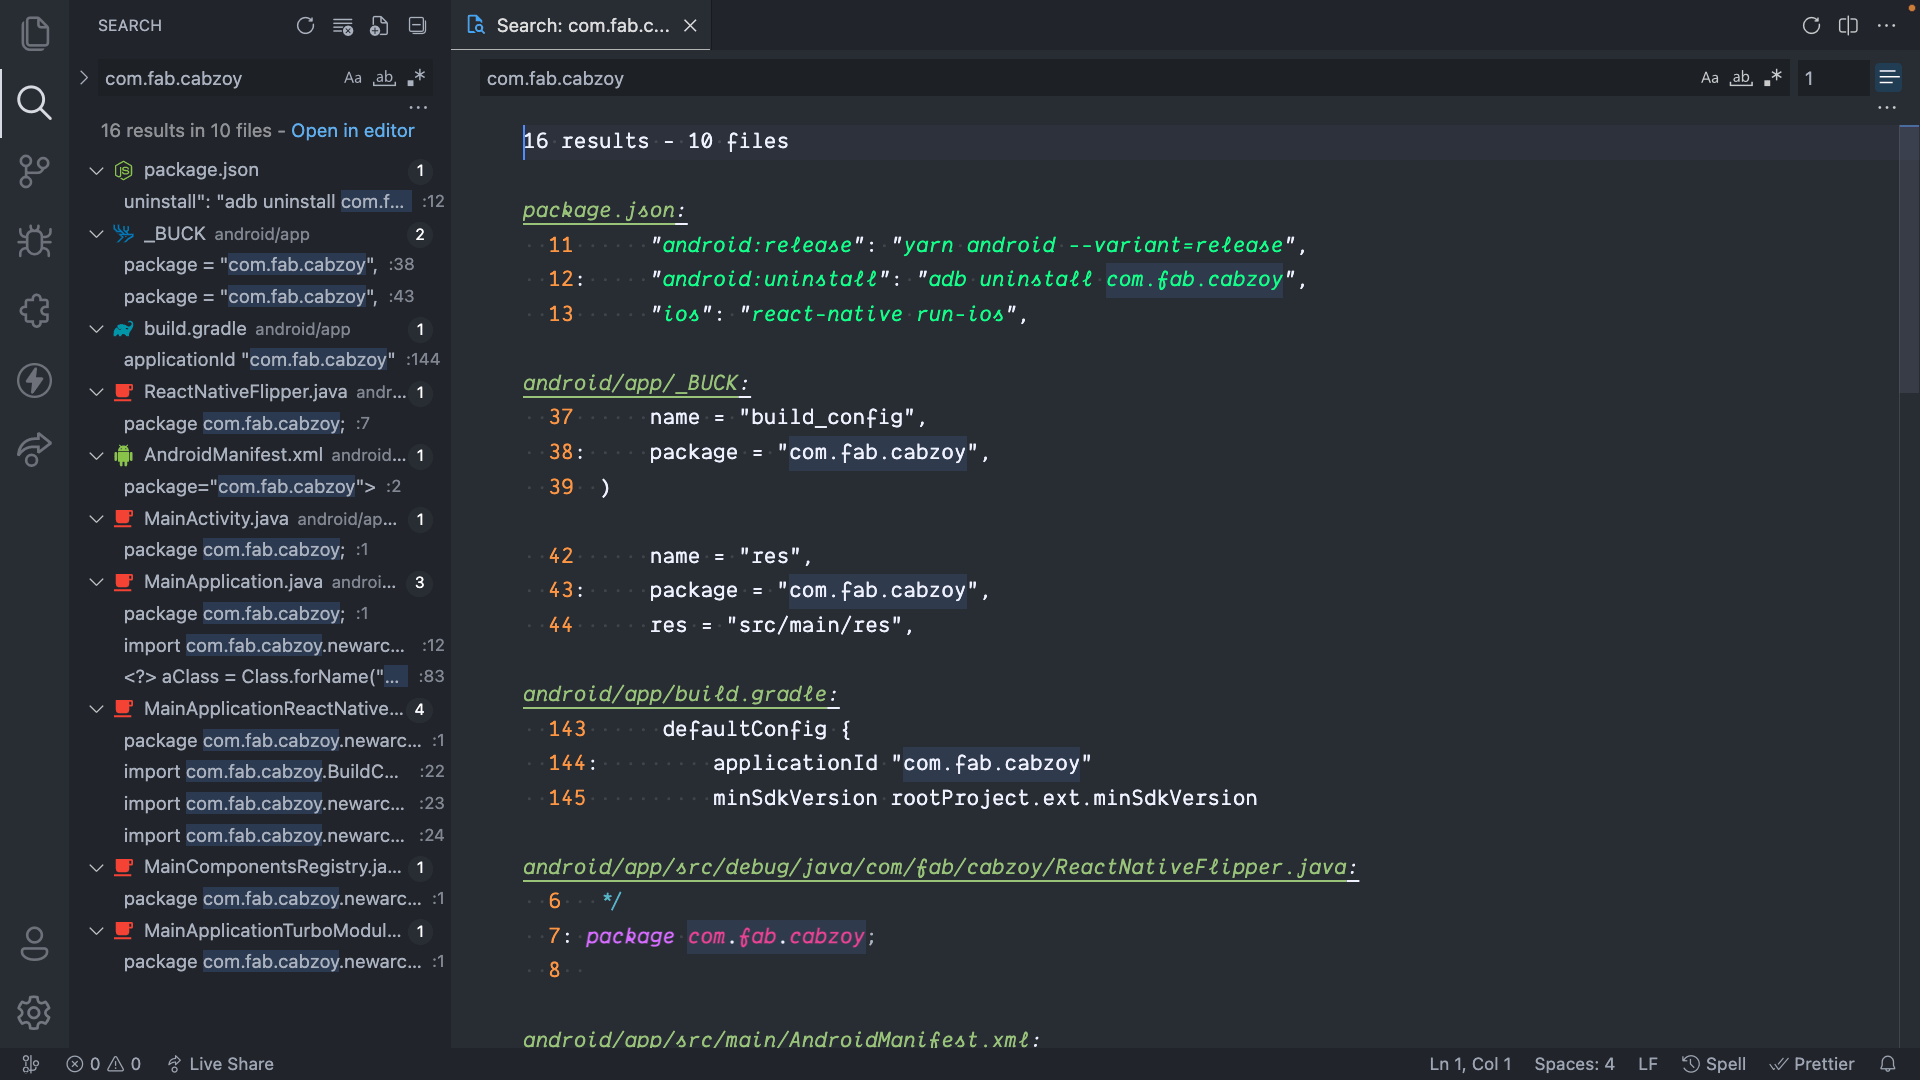 SEARCH
com.fab.cabzoy
Aa ab, .*
16 results in 10 files - Open in editor
package.json 1
uninstall": "adb uninstall com.f... :12
_BUCK android/app 2
package = "com.fab.cabzoy", :38
package = "com.fab.cabzoy", :43
build.gradle android/app 1
applicationId "com.fab.cabzoy" :144
ReactNativeFlipper.java andr... 1
package com.fab.cabzoy; :7
AndroidManifest.xml android... 1
package="com.fab.cabzoy"> :2
MainActivity.java android/ap... 1
package com.fab.cabzoy; :1
MainApplication.java androi... 3
package com.fab.cabzoy; :1
import com.fab.cabzoy.newarc... :12
<?> aClass = Class.forName("... :83
MainApplicationReactNative... 4
package com.fab.cabzoy.newarc... :1
import com.fab.cabzoy.BuildC... :22
import com.fab.cabzoy.newarc... :23
import com.fab.cabzoy.newarc... :24
MainComponentsRegistry.ja... 1
package com.fab.cabzoy.newarc... :1
MainApplicationTurboModul... 1
package com.fab.cabzoy.newarc... :1
Search: com.fab.c...
com.fab.cabzoy
Aa ab, .* 1
16 results - 10 files
package.json:
11 "android:release": "yarn android --variant=release",
12: "android:uninstall": "adb uninstall com.fab.cabzoy",
13 "ios": "react-native run-ios",
android/app/_BUCK:
37 name = "build_config",
38: package = "com.fab.cabzoy",
39 )
42 name = "res",
43: package = "com.fab.cabzoy",
44 res = "src/main/res",
android/app/build.gradle:
143 defaultConfig {
144: applicationId "com.fab.cabzoy"
145 minSdkVersion rootProject.ext.minSdkVersion
android/app/src/debug/java/com/fab/cabzoy/ReactNativeFlipper.java:
6 */
7: package com.fab.cabzoy;
8
android/app/src/main/AndroidManifest.xml:
0 0 Live Share
Ln 1, Col 1 Spaces: 4 LF Spell Prettier